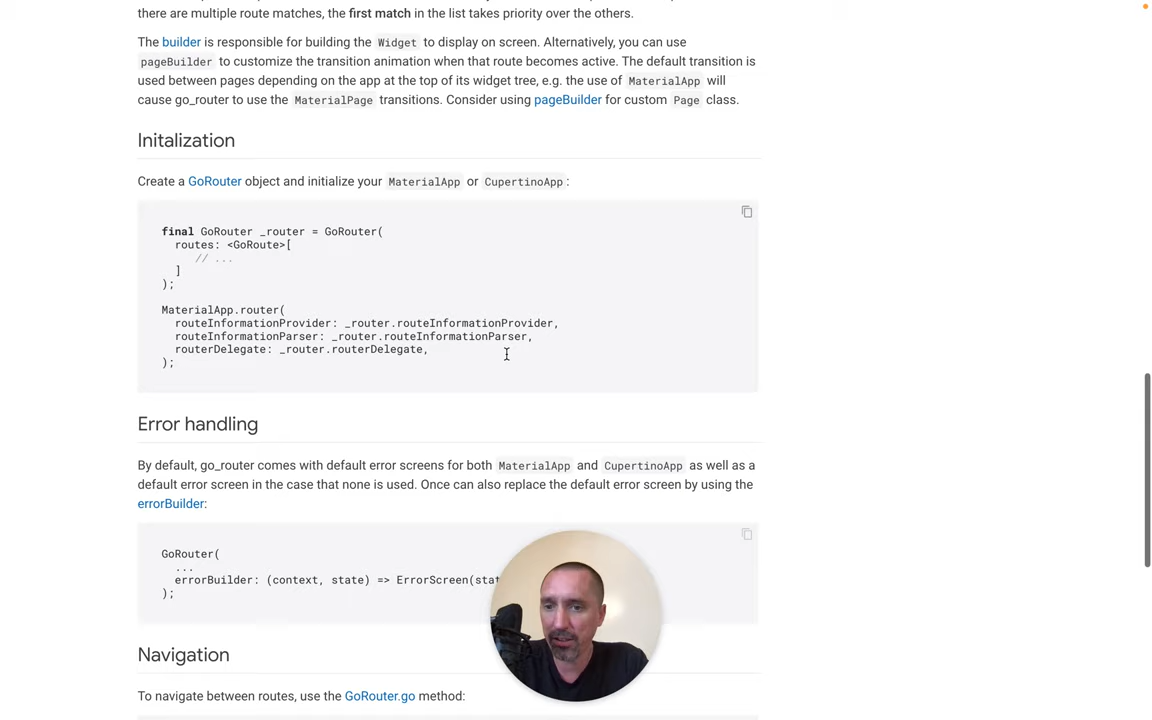 there are multiple route matches, the first match in the list takes priority over the others.
The builder is responsible for building the Widget to display on screen. Alternatively, you can use
pageBuilder to customize the transition animation when that route becomes active. The default transition is
used between pages depending on the app at the top of its widget tree, e.g. the use of MaterialApp will
cause go_router to use the MaterialPage transitions. Consider using pageBuilder for custom Page class.
Initalization
Create a GoRouter object and initialize your MaterialApp or CupertinoApp:
final GoRouter _router = GoRouter(
routes: <GoRoute>[
// ...
]
);
MaterialApp.router(
routeInformationProvider: _router.routeInformationProvider,
routeInformationParser: _router.routeInformationParser,
routerDelegate: _router.routerDelegate,
);
Error handling
By default, go_router comes with default error screens for both MaterialApp and CupertinoApp as well as a
default error screen in the case that none is used. Once can also replace the default error screen by using the
errorBuilder:
GoRouter(
...
errorBuilder: (context, state) => ErrorScreen(stat
);
Navigation
To navigate between routes, use the GoRouter.go method: